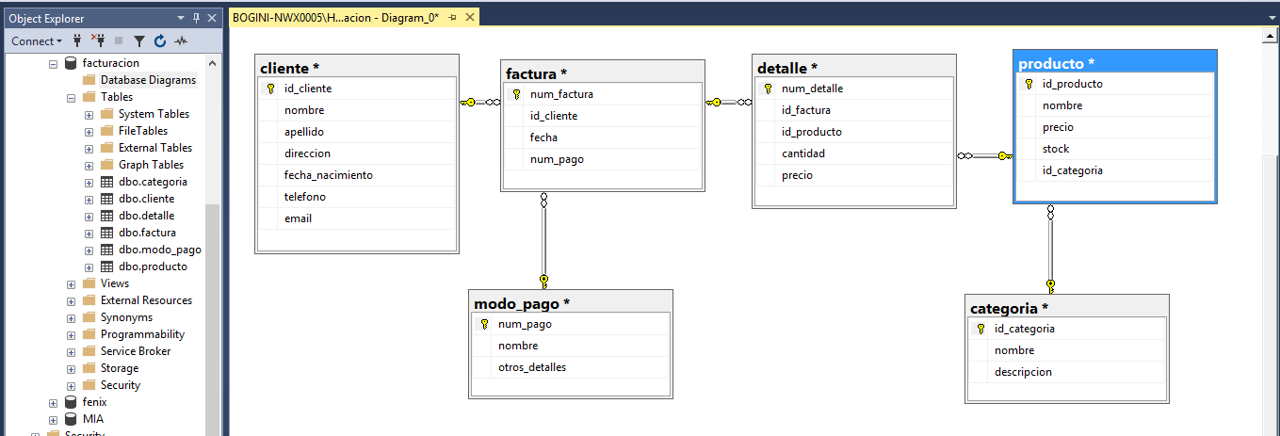 Object Explorer
Connect
facturacion
Database Diagrams
Tables
System Tables
FileTables
External Tables
Graph Tables
dbo.categoria
dbo.cliente
dbo.detalle
dbo.factura
dbo.modo_pago
dbo.producto
Views
External Resources
Synonyms
Programmability
Service Broker
Storage
Security
fenix
MIA
Security
BOGINI-NWX0005\H...acion - Diagram_0*
cliente *
id_cliente
nombre
apellido
direccion
fecha_nacimiento
telefono
email
factura *
num_factura
id_cliente
fecha
num_pago
detalle *
num_detalle
id_factura
id_producto
cantidad
precio
producto *
id_producto
nombre
precio
stock
id_categoria
modo_pago *
num_pago
nombre
otros_detalles
categoria *
id_categoria
nombre
descripcion